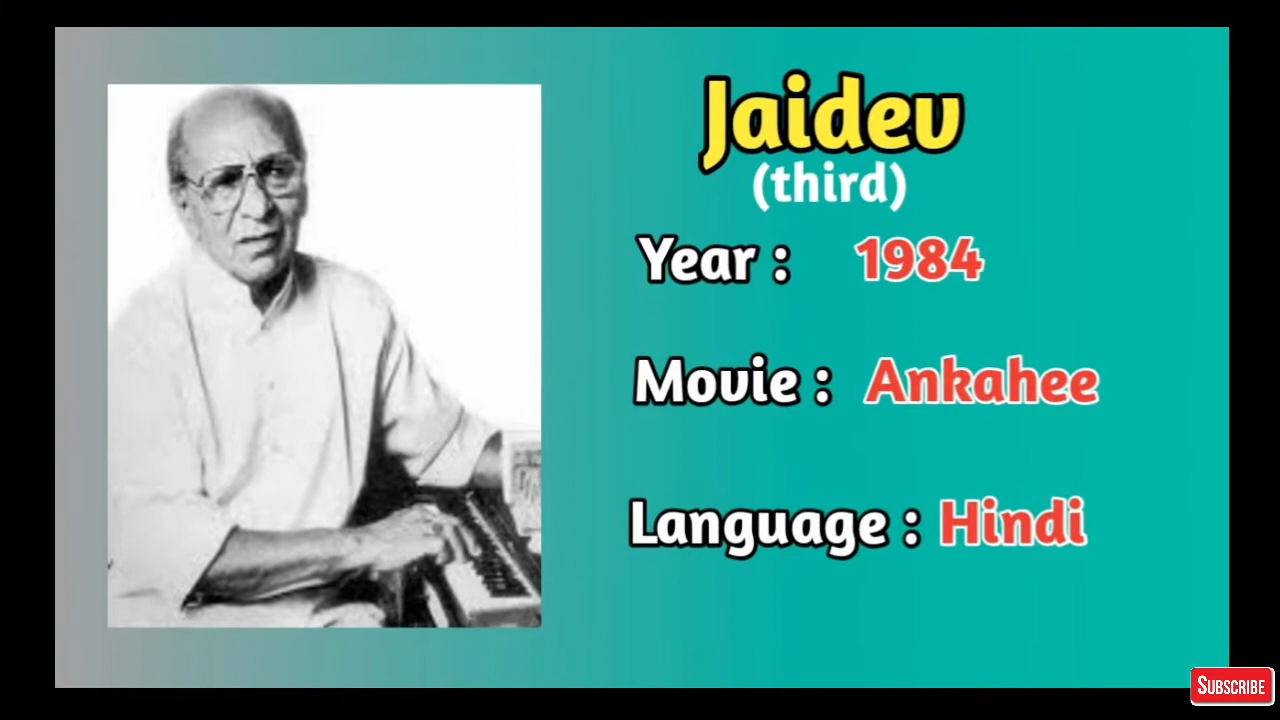 Jaidev
(third)
Year : 1984
Movie : Ankahee
Language : Hindi
SUBSCRIBE